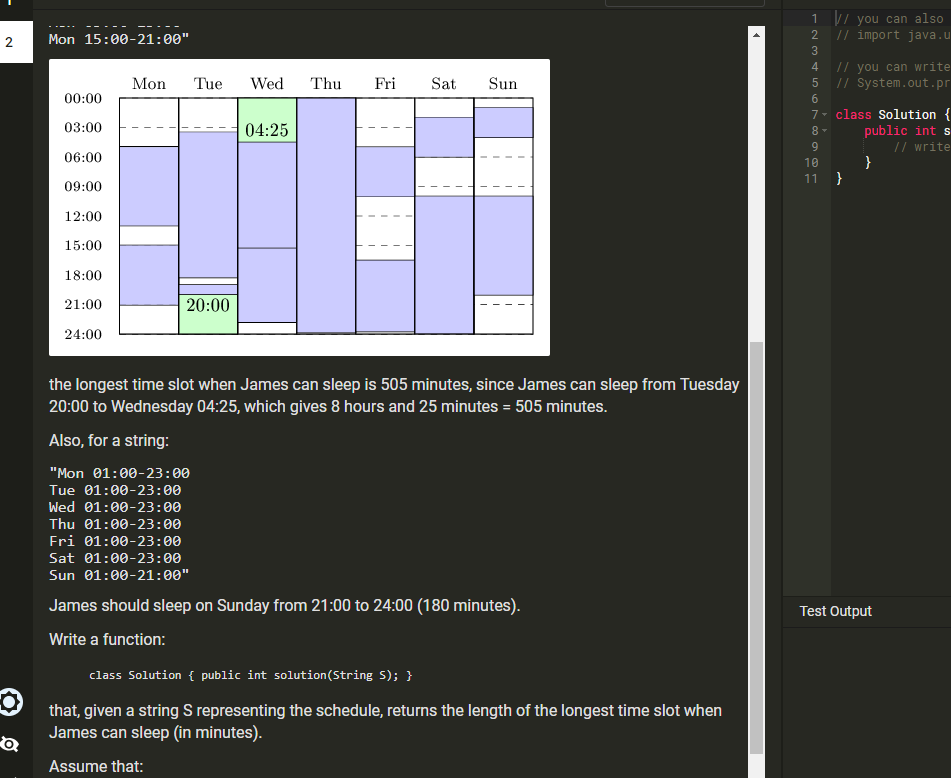 2
Mon 15:00-21:00"
Mon Tue Wed Thu Fri Sat Sun
00:00
03:00
04:25
06:00
09:00
12:00
15:00
18:00
21:00
20:00
24:00
the longest time slot when James can sleep is 505 minutes, since James can sleep from Tuesday
20:00 to Wednesday 04:25, which gives 8 hours and 25 minutes = 505 minutes.
Also, for a string:
"Mon 01:00-23:00
Tue 01:00-23:00
Wed 01:00-23:00
Thu 01:00-23:00
Fri 01:00-23:00
Sat 01:00-23:00
Sun 01:00-21:00"
James should sleep on Sunday from 21:00 to 24:00 (180 minutes).
Write a function:
class Solution { public int solution(String S); }
that, given a string S representing the schedule, returns the length of the longest time slot when
James can sleep (in minutes).
Assume that:
1 // you can also
2 // import java.u
3
4 // you can write
5 // System.out.pr
6
7 class Solution {
8 public int s
9 // write
10 }
11 }
Test Output